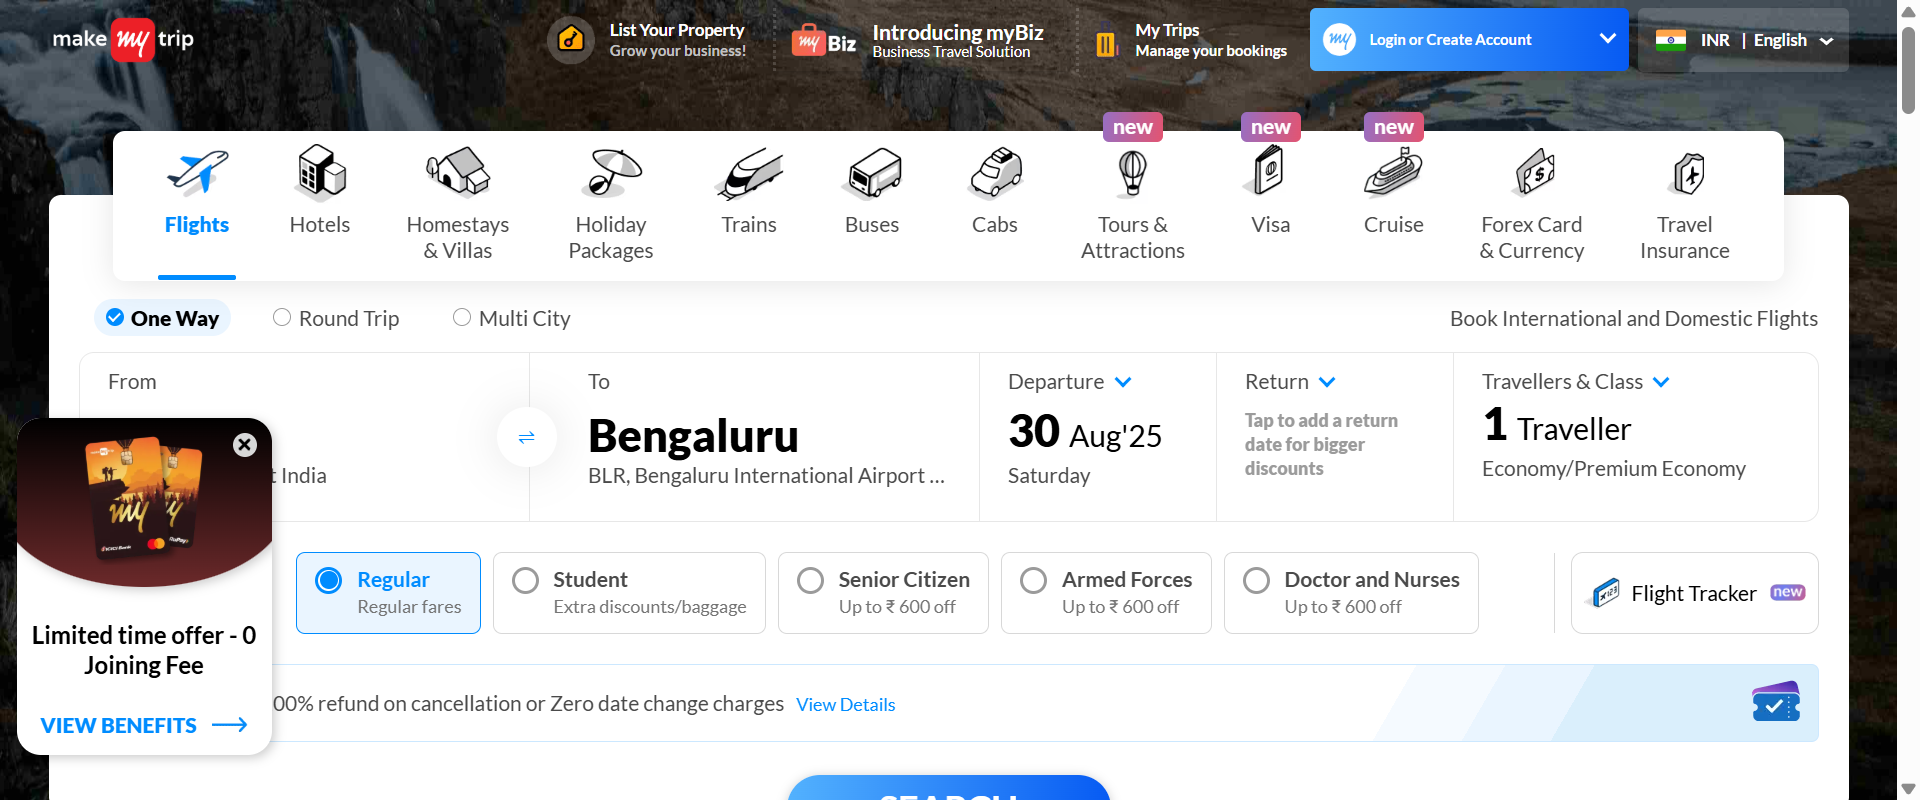 make my trip
List Your Property
Grow your business!
my Biz
Introducing myBiz
Business Travel Solution
My Trips
Manage your bookings
my
Login or Create Account
INR | English
new
new
new
Flights
Hotels
Homestays
& Villas
Holiday
Packages
Trains
Buses
Cabs
Tours &
Attractions
Visa
Cruise
Forex Card
& Currency
Travel
Insurance
One Way
Round Trip
Multi City
Book International and Domestic Flights
From
India
To
Bengaluru
BLR, Bengaluru International Airport ...
Departure
30 Aug'25
Saturday
Return
Tap to add a return
date for bigger
discounts
Travellers & Class
1 Traveller
Economy/Premium Economy
my
ICICI Bank
RuPay
Limited time offer - 0
Joining Fee
VIEW BENEFITS
Regular
Regular fares
Student
Extra discounts/baggage
Senior Citizen
Up to ₹ 600 off
Armed Forces
Up to ₹ 600 off
Doctor and Nurses
Up to ₹ 600 off
Flight Tracker
new
00% refund on cancellation or Zero date change charges View Details
SEARCH